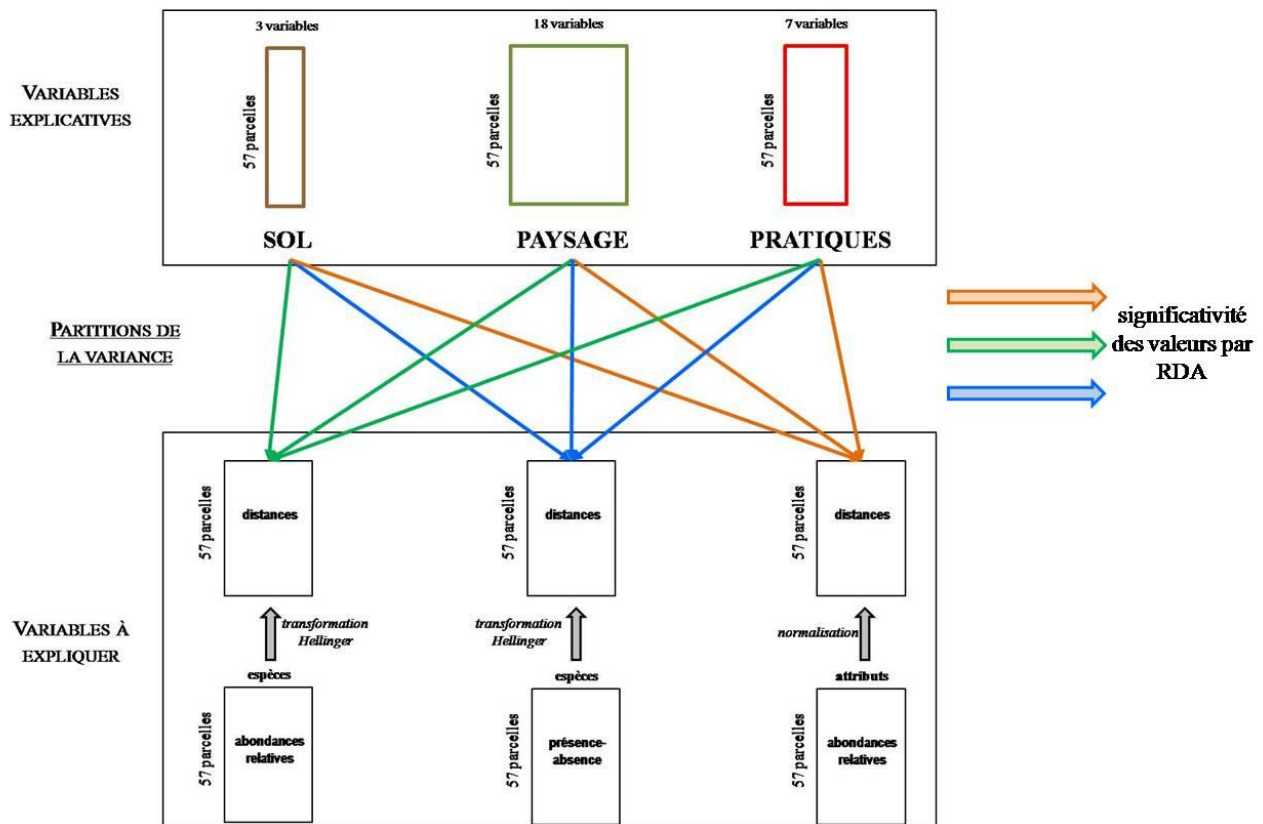 3 variables
18 variables
7 variables
VARIABLES
EXPLICATIVES
57 parcelles
57 parcelles
57 parcelles
SOL
PAYSAGE
PRATIQUES
PARTITIONS DE
LA VARIANCE
significativité
des valeurs par
RDA
57 parcelles
distances
57 parcelles
distances
57 parcelles
distances
VARIABLES À
EXPLIQUER
transformation
Hellinger
transformation
Hellinger
normalisation
espèces
espèces
attributs
57 parcelles
abondances
relatives
57 parcelles
présence-
absence
57 parcelles
abondances
relatives